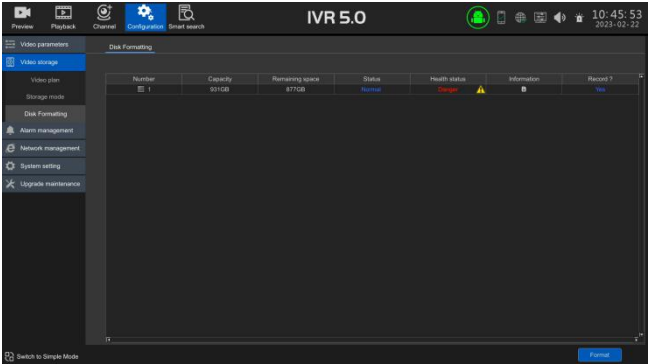 IVR 5.0
10:45:53
2023-02-22
Preview
Playback
Channel
Configuration
Smart search
Video parameters
Video storage
Video plan
Storage mode
Disk Formatting
Alarm management
Network management
System setting
Upgrade maintenance
Switch to Simple Mode
Disk Formatting
Number Capacity Remaining space Status Health status Information Record ?
1 931GB 877GB Normal Danger Yes
Format